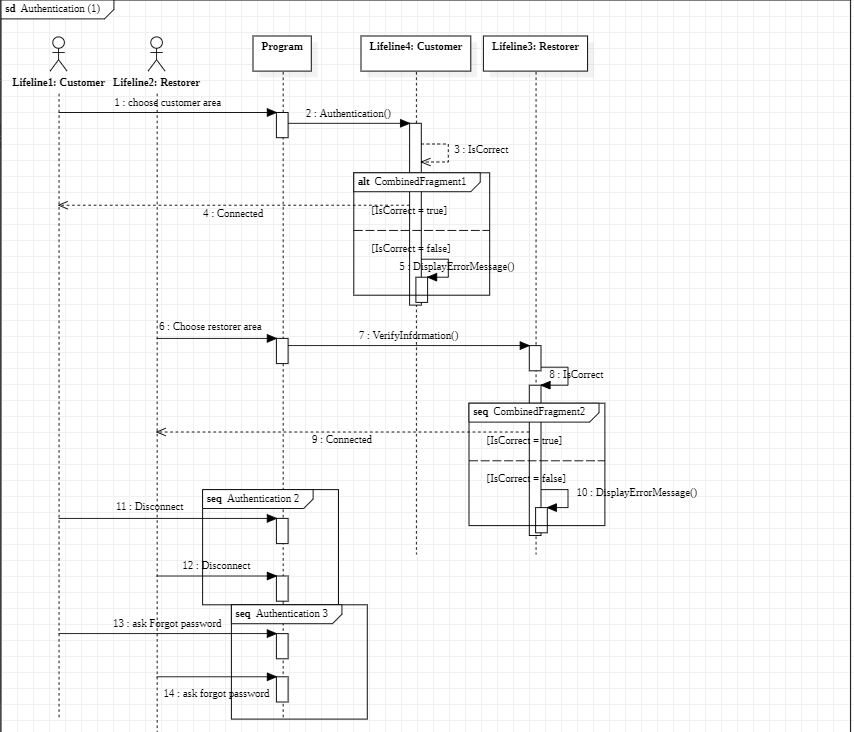 sd Authentication (1)
Program
Lifeline4: Customer
Lifeline3: Restorer
Lifeline1: Customer
Lifeline2: Restorer
1 : choose customer area
2 : Authentication()
3 : IsCorrect
alt CombinedFragment1
[IsCorrect = true]
4 : Connected
[IsCorrect = false]
5 : DisplayErrorMessage()
6 : Choose restorer area
7 : VerifyInformation()
8 : IsCorrect
seq CombinedFragment2
[IsCorrect = true]
9 : Connected
[IsCorrect = false]
10 : DisplayErrorMessage()
seq Authentication 2
11 : Disconnect
12 : Disconnect
seq Authentication 3
13 : ask Forgot password
14 : ask forgot password